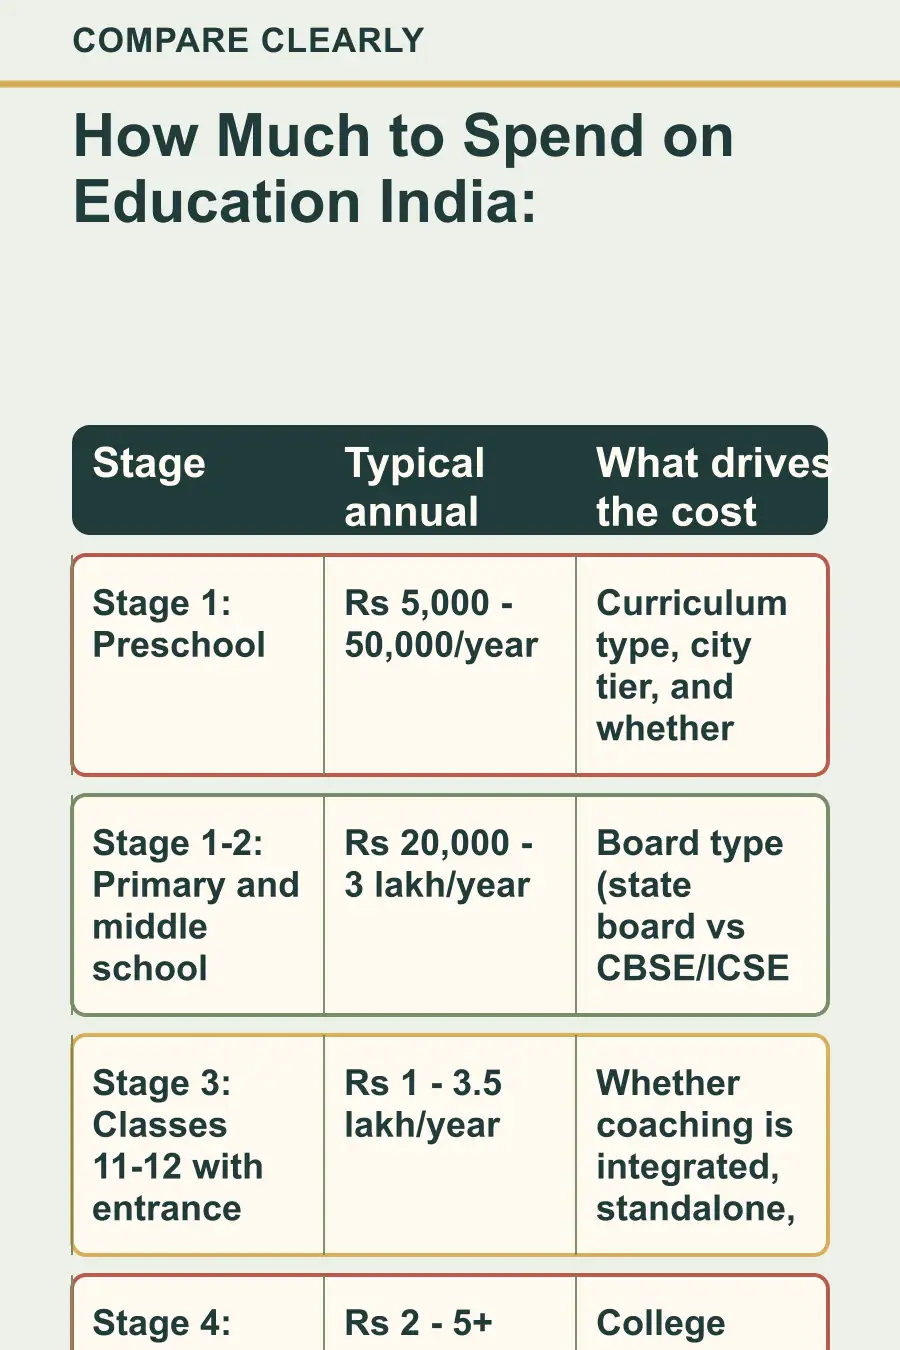 COMPARE CLEARLY
How Much to Spend on
Education India:
Stage
Typical
annual
What drives
the cost
Stage 1:
Preschool
Rs 5,000 -
50,000/year
Curriculum
type, city
tier, and
whether
Stage 1-2:
Primary and
middle
school
Rs 20,000 -
3 lakh/year
Board type
(state
board vs
CBSE/ICSE
Stage 3:
Classes
11-12 with
entrance
Rs 1 - 3.5
lakh/year
Whether
coaching is
integrated,
standalone,
Stage 4:
Rs 2 - 5+
College